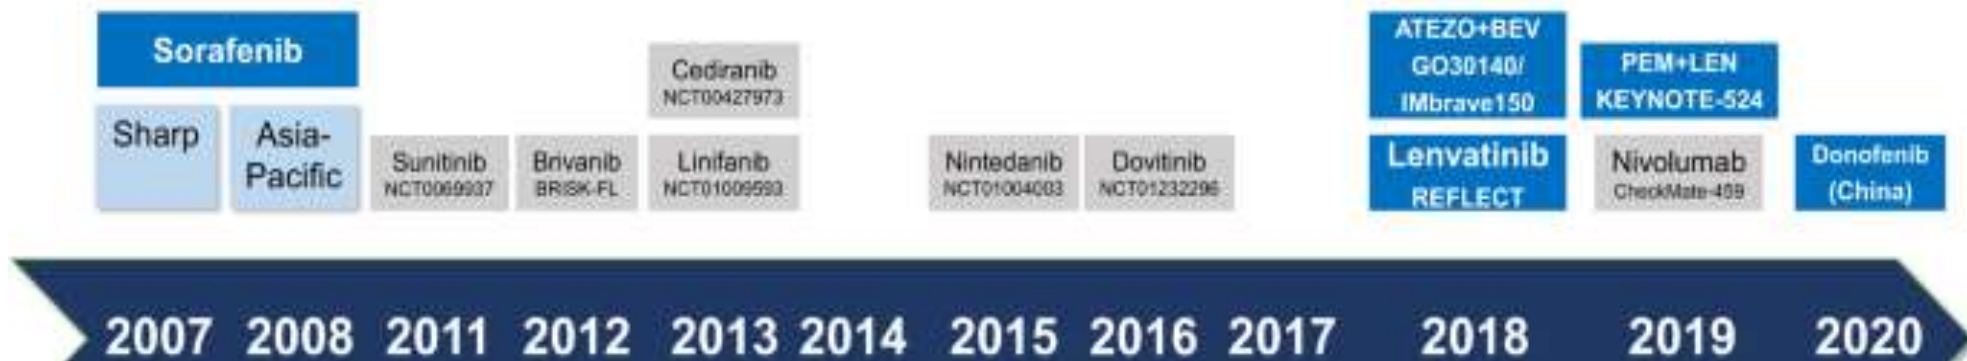 Sorafenib
Sharp
Asia-
Pacific
Sunitinib
NCT0069937
Brivanib
BRISK-FL
Cediranib
NCT00427973
Linifanib
NCT01009593
Nintedanib
NCT01004003
Dovitinib
NCT01232296
ATEZO+BEV
GO30140/
IMbrave150
Lenvatinib
REFLECT
PEM+LEN
KEYNOTE-524
Nivolumab
CheckMate-459
Donofenib
(China)
2007 2008 2011 2012 2013 2014 2015 2016 2017 2018 2019 2020